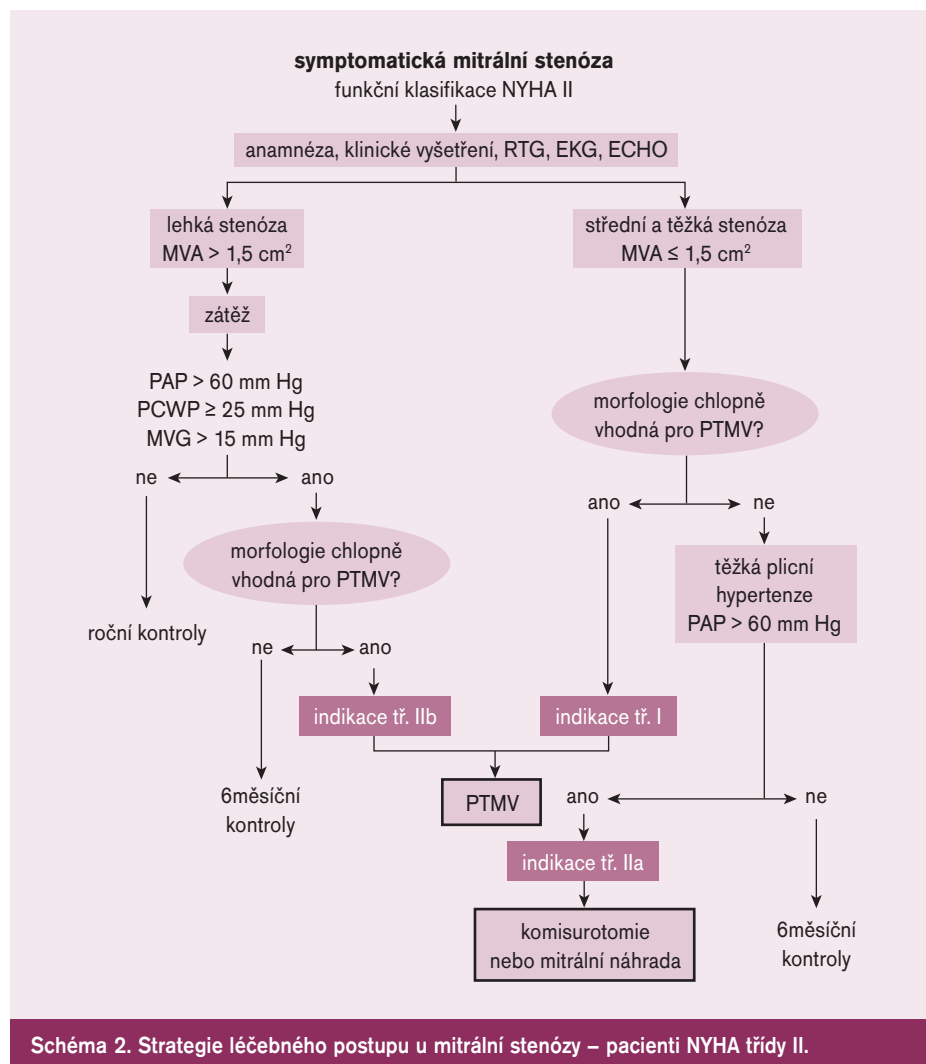 symptomatická mitrální stenóza
funkční klasifikace NYHA II
anamnéza, klinické vyšetření, RTG, EKG, ECHO
lehká stenóza
MVA > 1,5 cm²
střední a těžká stenóza
MVA ≤ 1,5 cm²
zátěž
PAP > 60 mm Hg
PCWP ≥ 25 mm Hg
MVG > 15 mm Hg
morfologie chlopně
vhodná pro PTMV?
ne
ano
ano
ne
morfologie chlopně
vhodná pro PTMV?
těžká plicní
hypertenze
PAP > 60 mm Hg
roční kontroly
ne
ano
indikace tř. IIb
indikace tř. I
6měsíční
kontroly
PTMV
ano
ne
indikace tř. IIa
komisurotomie
nebo mitrální náhrada
6měsíční
kontroly
Schéma 2. Strategie léčebného postupu u mitrální stenózy – pacienti NYHA třídy II.